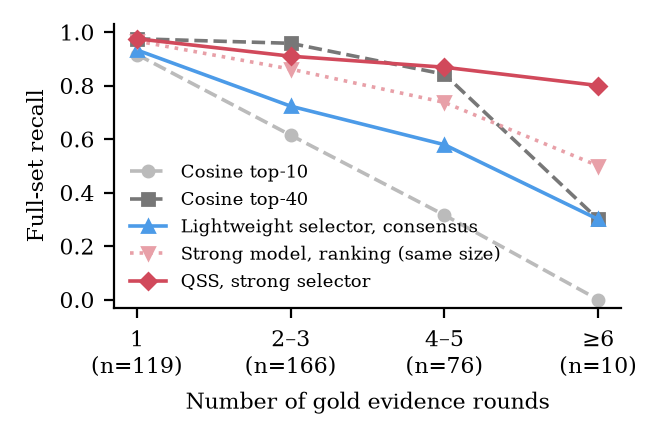 Full-set recall
1.0
0.8
0.6
0.4
0.2
0.0
Cosine top-10
Cosine top-40
Lightweight selector, consensus
Strong model, ranking (same size)
QSS, strong selector
1 2–3 4–5 ≥6
(n=119) (n=166) (n=76) (n=10)
Number of gold evidence rounds